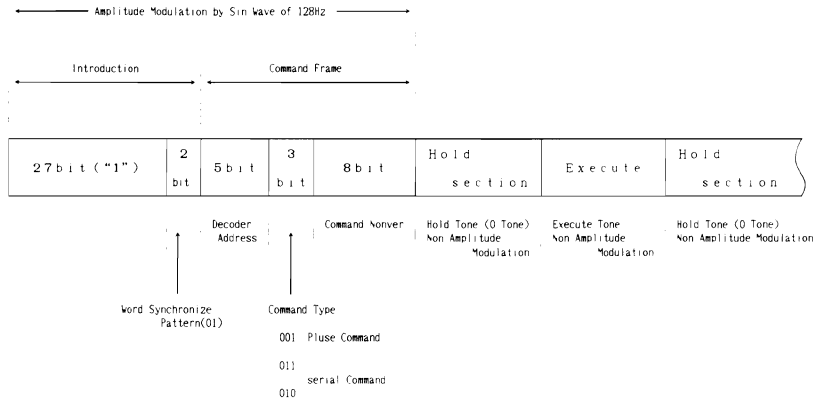 Amplitude Modulation by Sin Wave of 128Hz
Introduction
Command Frame
27bit ("1")
2
bit
5bit
3
bit
8bit
Hold
section
Execute
Hold
section
Decoder
Address
Command Nonver
Hold Tone (0 Tone)
Non Amplitude
Modulation
Execute Tone
Non Amplitude
Modulation
Hold Tone (0 Tone)
Non Amplitude Modulation
Word Synchronize
Pattern(01)
Command Type
001 Pluse Command
011
serial Command
010